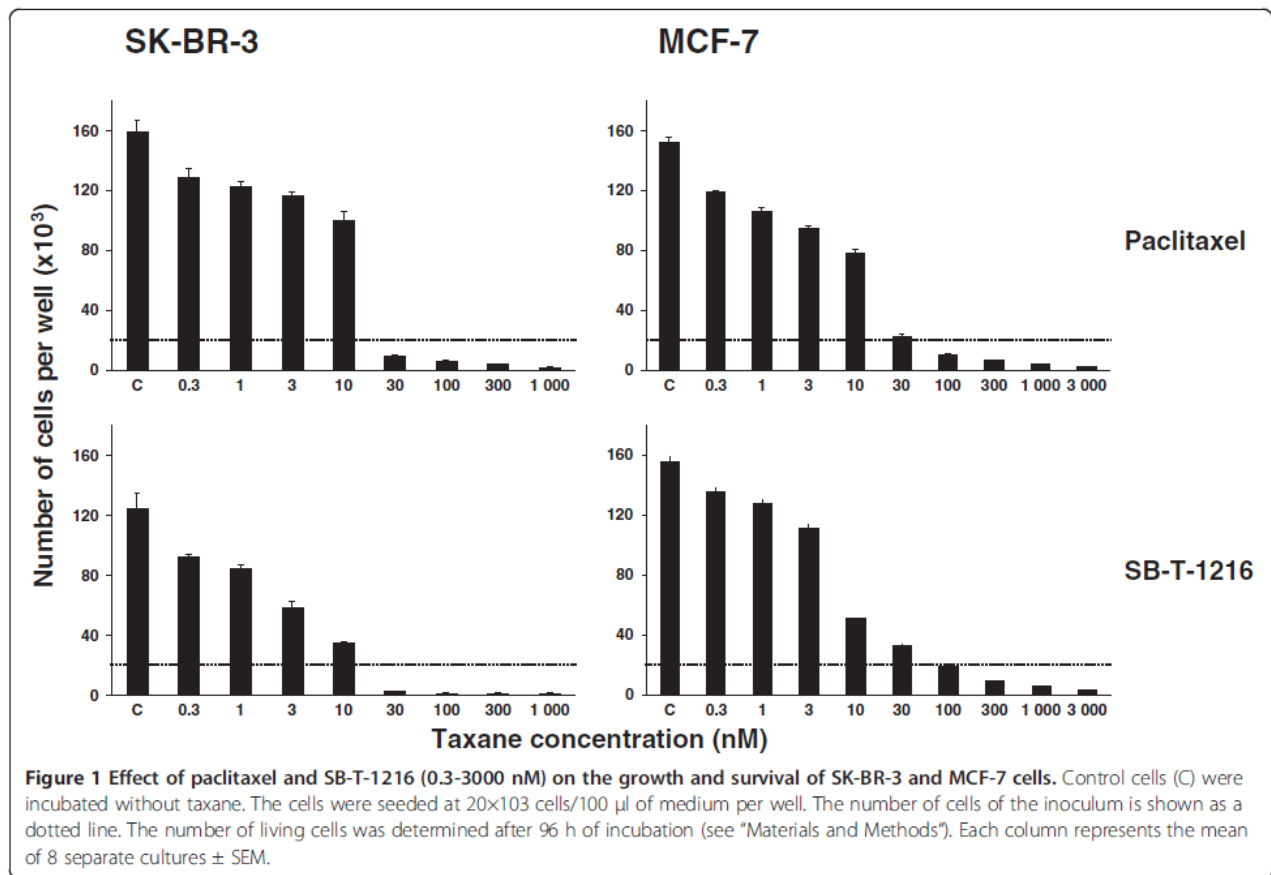 SK-BR-3 MCF-7
Number of cells per well (x10³)
160
120
80
40
0
C 0.3 1 3 10 30 100 300 1 000
160
120
80
40
0
C 0.3 1 3 10 30 100 300 1 000 3 000
Paclitaxel
160
120
80
40
0
C 0.3 1 3 10 30 100 300 1 000
160
120
80
40
0
C 0.3 1 3 10 30 100 300 1 000 3 000
SB-T-1216
Taxane concentration (nM)
Figure 1 Effect of paclitaxel and SB-T-1216 (0.3-3000 nM) on the growth and survival of SK-BR-3 and MCF-7 cells. Control cells (C) were
incubated without taxane. The cells were seeded at 20×103 cells/100 μl of medium per well. The number of cells of the inoculum is shown as a
dotted line. The number of living cells was determined after 96 h of incubation (see “Materials and Methods“). Each column represents the mean
of 8 separate cultures ± SEM.